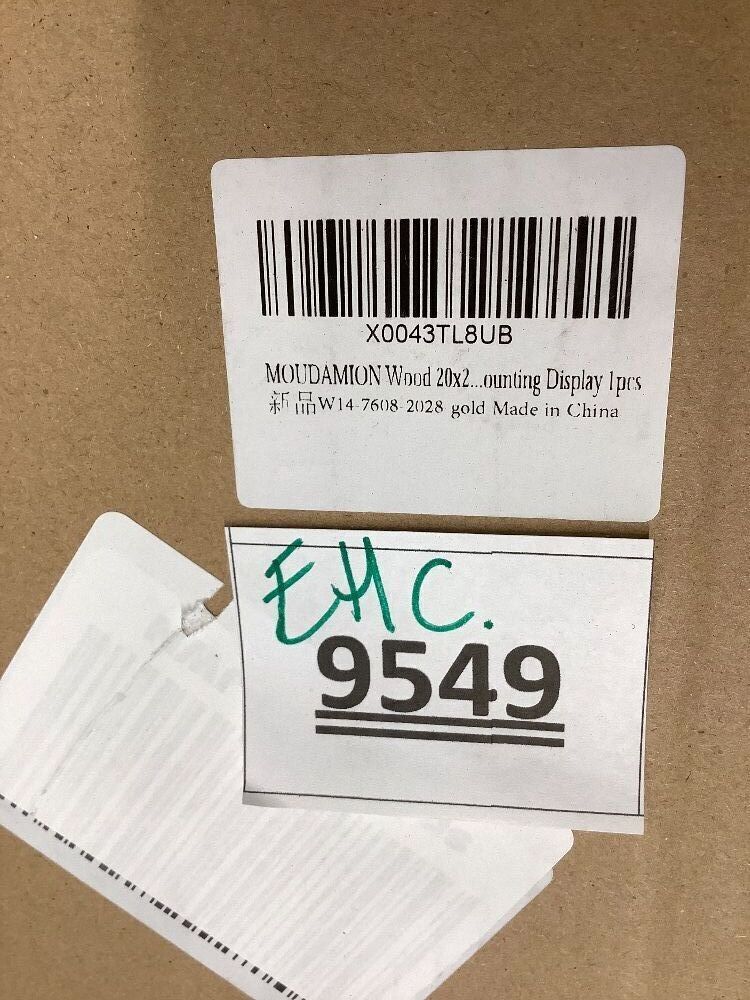 X0043TL8UB
MOUDAMION Wood 20x2...ounting Display 1pcs
新品W14-7608-2028 gold Made in China
EHC.
9549